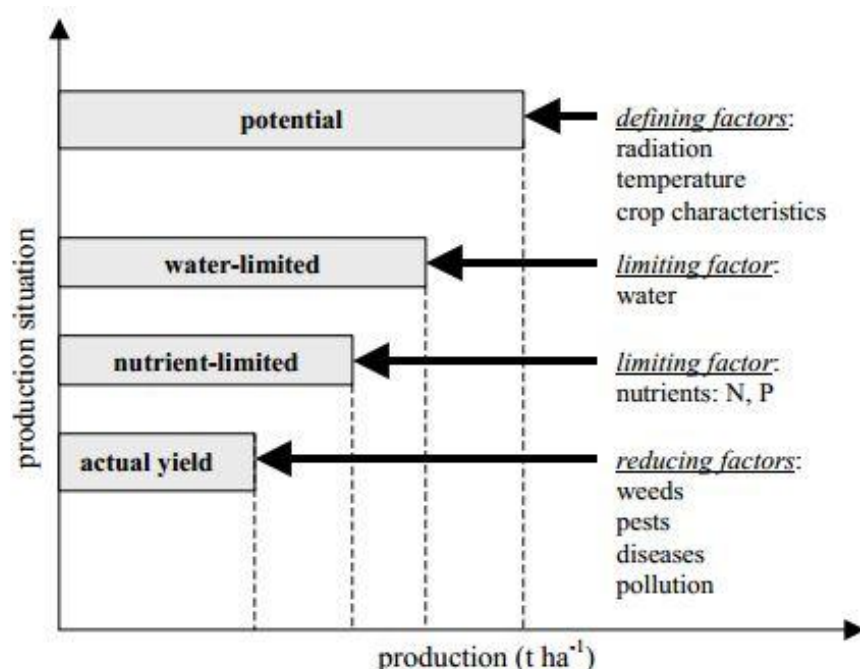 potential
defining factors:
radiation
temperature
crop characteristics
water-limited
limiting factor:
water
nutrient-limited
limiting factor:
nutrients: N, P
actual yield
reducing factors:
weeds
pests
diseases
pollution
production situation
production (t ha⁻¹)